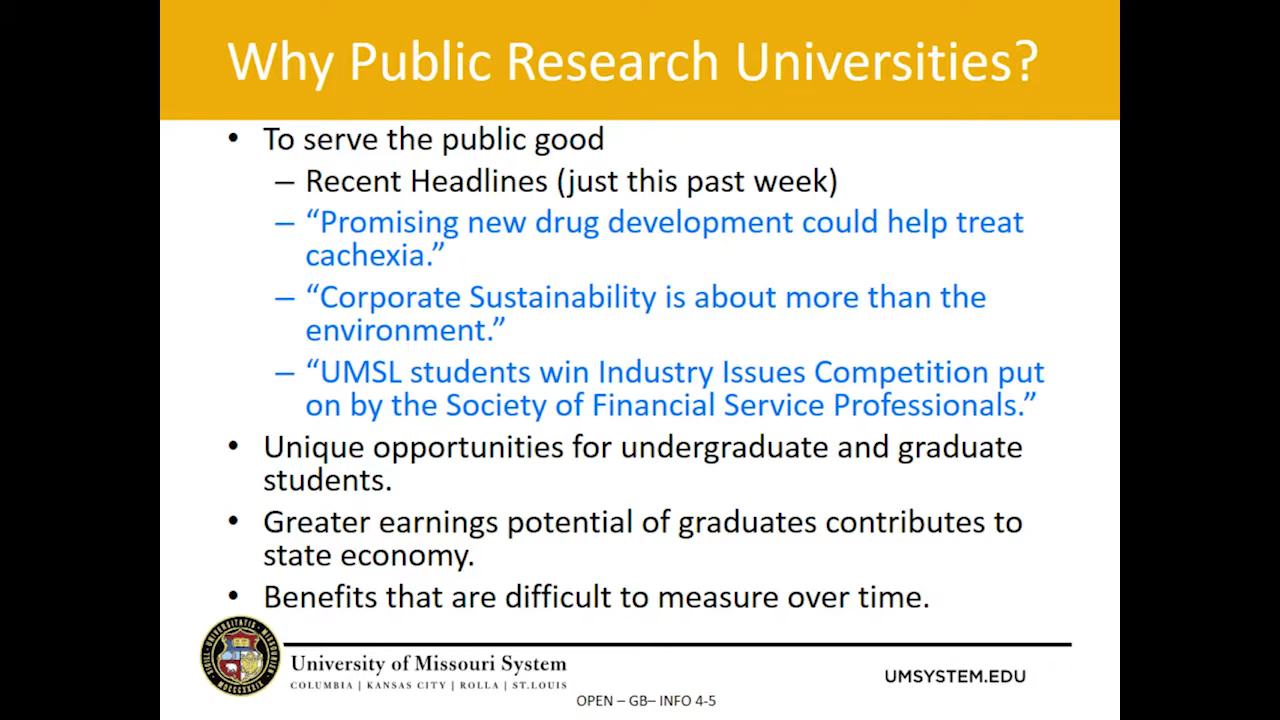 Why Public Research Universities?
• To serve the public good
– Recent Headlines (just this past week)
– “Promising new drug development could help treat
cachexia.”
– “Corporate Sustainability is about more than the
environment.”
– “UMSL students win Industry Issues Competition put
on by the Society of Financial Service Professionals.”
• Unique opportunities for undergraduate and graduate
students.
• Greater earnings potential of graduates contributes to
state economy.
• Benefits that are difficult to measure over time.
University of Missouri System
COLUMBIA | KANSAS CITY | ROLLA | ST.LOUIS
UMSYSTEM.EDU
OPEN – GB– INFO 4-5